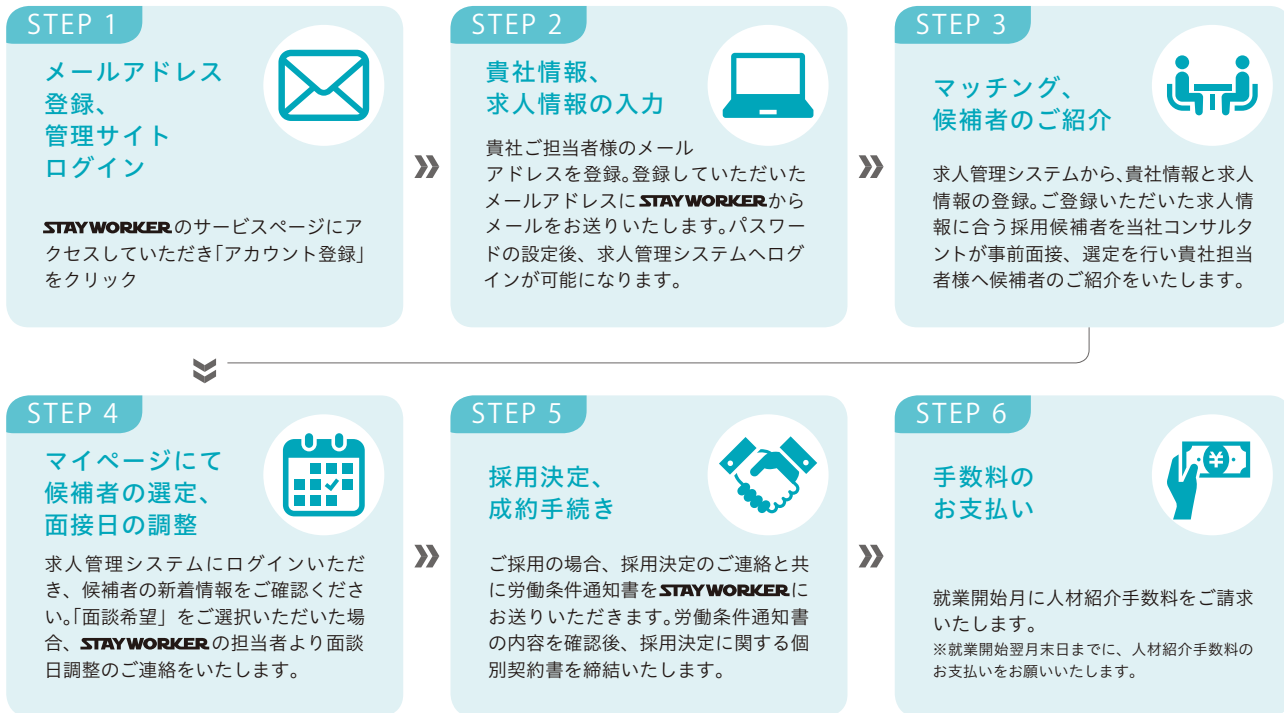 STEP 1
メールアドレス
登録、
管理サイト
ログイン
STAYWORKERのサービスページにア
クセスしていただき「アカウント登録」
をクリック
STEP 2
貴社情報、
求人情報の入力
貴社ご担当者様のメール
アドレスを登録。登録していただいた
メールアドレスにSTAYWORKERから
メールをお送りいたします。パスワー
ドの設定後、求人管理システムへログ
インが可能になります。
STEP 3
マッチング、
候補者のご紹介
求人管理システムから、貴社情報と求人
情報の登録。ご登録いただいた求人情
報に合う採用候補者を当社コンサルタ
ントが事前面接、選定を行い貴社担当
者様へ候補者のご紹介をいたします。
STEP 4
マイページにて
候補者の選定、
面接日の調整
求人管理システムにログインいただ
き、候補者の新着情報をご確認くださ
い。「面談希望」をご選択いただいた場
合、STAYWORKERの担当者より面談
日調整のご連絡をいたします。
STEP 5
採用決定、
成約手続き
ご採用の場合、採用決定のご連絡と共
に労働条件通知書をSTAYWORKERに
お送りいただきます。労働条件通知書
の内容を確認後、採用決定に関する個
別契約書を締結いたします。
STEP 6
手数料の
お支払い
¥
就業開始月に人材紹介手数料をご請求
いたします。
※就業開始翌月末日までに、人材紹介手数料の
お支払いをお願いいたします。